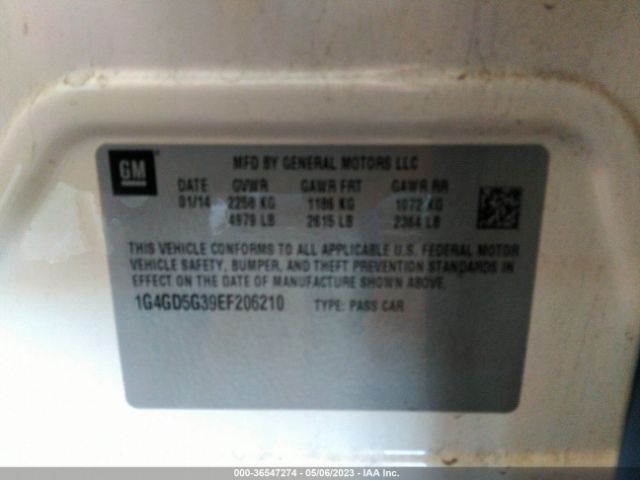 GM
MFD BY GENERAL MOTORS LLC
DATE GVWR GAWR FRT GAWR RR
01/14 2258 KG 1186 KG 1072 KG
4979 LB 2615 LB 2364 LB
THIS VEHICLE CONFORMS TO ALL APPLICABLE U.S. FEDERAL MOTOR
VEHICLE SAFETY, BUMPER, AND THEFT PREVENTION STANDARDS IN
EFFECT ON THE DATE OF MANUFACTURE SHOWN ABOVE.
1G4GD5G39EF206210 TYPE: PASS CAR
000-36547274 - 05/06/2023 - IAA Inc.